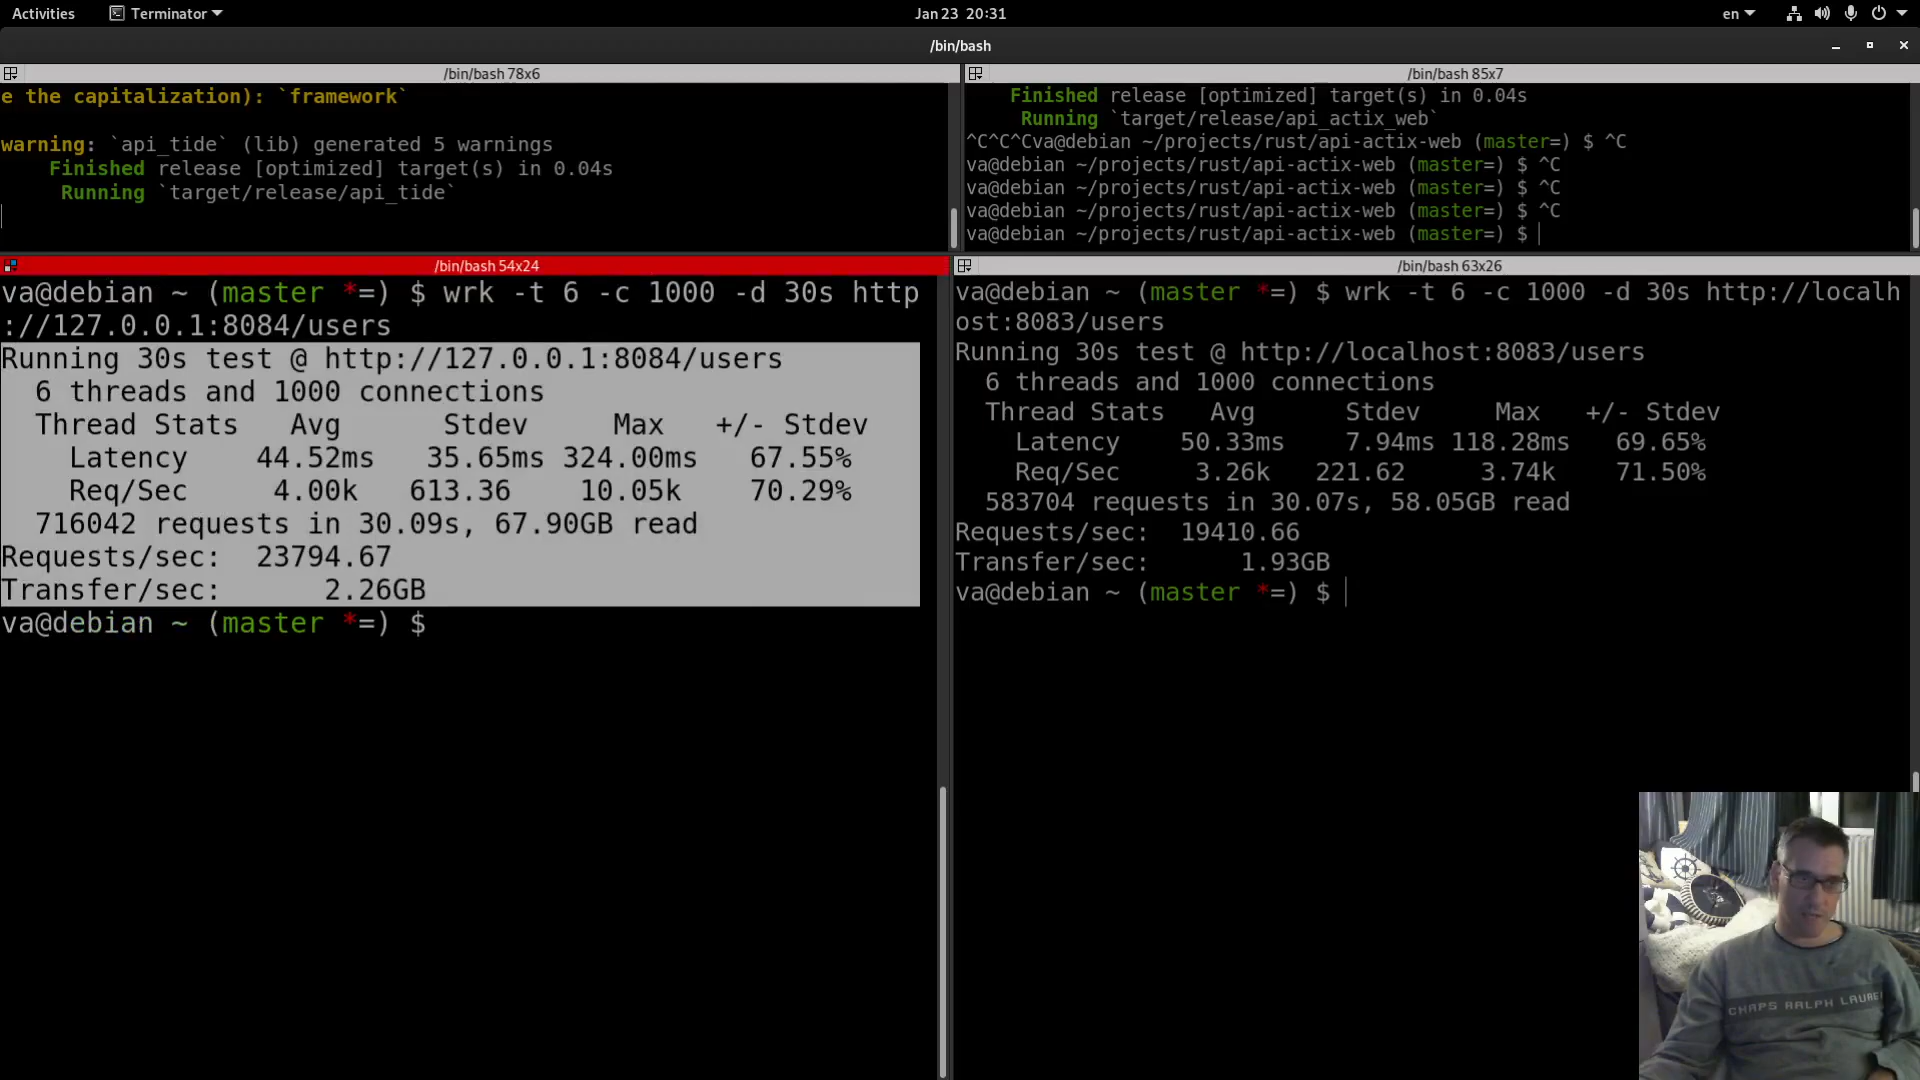 Activities Terminator Jan 23 20:31 en
/bin/bash
/bin/bash 78x6
e the capitalization): `framework`
warning: `api_tide` (lib) generated 5 warnings
Finished release [optimized] target(s) in 0.04s
Running `target/release/api_tide`
/bin/bash 85x7
Finished release [optimized] target(s) in 0.04s
Running `target/release/api_actix_web`
^C^C^Cva@debian ~/projects/rust/api-actix-web (master=) $ ^C
va@debian ~/projects/rust/api-actix-web (master=) $ ^C
va@debian ~/projects/rust/api-actix-web (master=) $ ^C
va@debian ~/projects/rust/api-actix-web (master=) $ ^C
va@debian ~/projects/rust/api-actix-web (master=) $
/bin/bash 54x24
va@debian ~ (master *=) $ wrk -t 6 -c 1000 -d 30s http
://127.0.0.1:8084/users
Running 30s test @ http://127.0.0.1:8084/users
6 threads and 1000 connections
Thread Stats Avg Stdev Max +/- Stdev
Latency 44.52ms 35.65ms 324.00ms 67.55%
Req/Sec 4.00k 613.36 10.05k 70.29%
716042 requests in 30.09s, 67.90GB read
Requests/sec: 23794.67
Transfer/sec: 2.26GB
va@debian ~ (master *=) $
/bin/bash 63x26
va@debian ~ (master *=) $ wrk -t 6 -c 1000 -d 30s http://localh
ost:8083/users
Running 30s test @ http://localhost:8083/users
6 threads and 1000 connections
Thread Stats Avg Stdev Max +/- Stdev
Latency 50.33ms 7.94ms 118.28ms 69.65%
Req/Sec 3.26k 221.62 3.74k 71.50%
583704 requests in 30.07s, 58.05GB read
Requests/sec: 19410.66
Transfer/sec: 1.93GB
va@debian ~ (master *=) $
CHAPS RALPH LAUREN